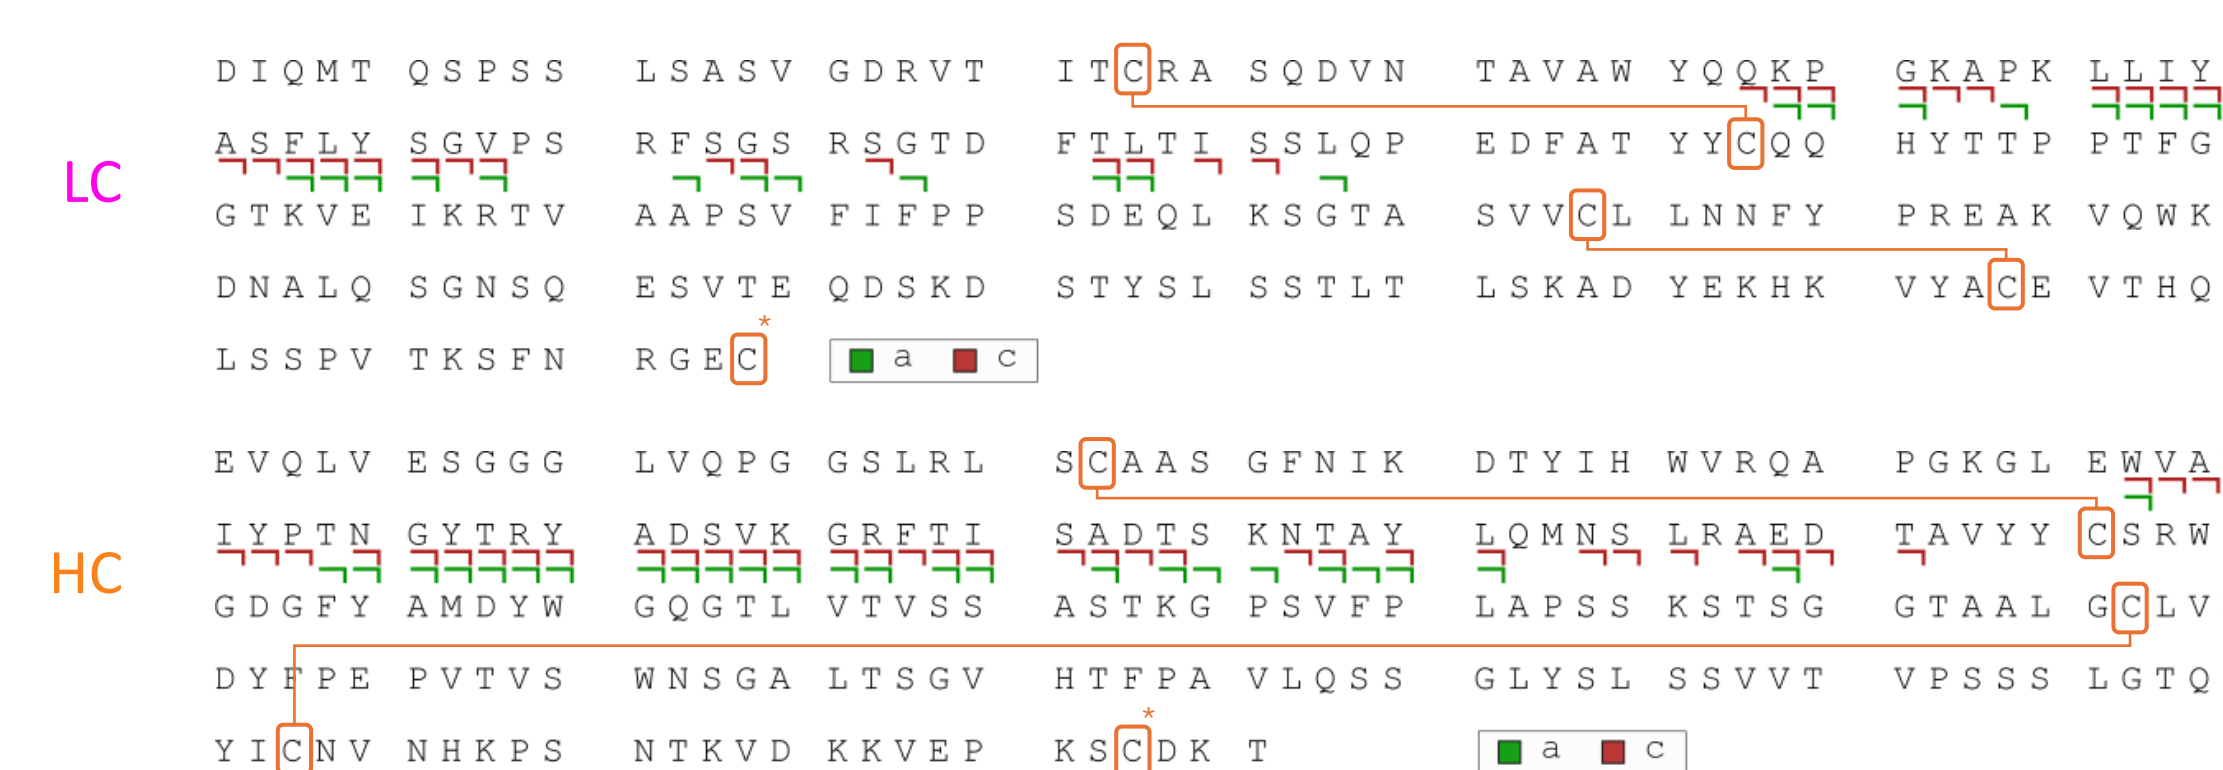 DIQMT QSPSS LSASV GDRVT ITCRA SQDVN TAVAW YQQKP GKAPK LLIY
ASFLY SGVPS RFSGS RSGTD FTLTI SSLQP EDFAT YYCQQ HYTTP PTFG
LC
GTKVE IKRTV AAPSV FIFPP SDEQL KSGTA SVVCL LNNFY PREAK VQWK
DNALQ SGNSQ ESVTE QDSKD STYSL SSTLT LSKAD YEKHK VYACE VTHQ
*
LSSPV TKSFN RGEC a c
EVQLV ESGGG LVQPG GSLRL SCAAS GFNIK DTYIH WVRQA PGKGL EWVA
IYPTN GYTRY ADSVK GRFTI SADTS KNTAY LQMNS LRAED TAVYY CSRW
HC
GDGFY AMDYW GQGTL VTVSS ASTKG PSVFP LAPSS KSTSG GTAAL GCLV
DYFPE PVTVS WNSGA LTSGV HTFPA VLQSS GLYSL SSVVT VPSSS LGTQ
*
YICNV NHKPS NTKVD KKVEP KSCDK T a c